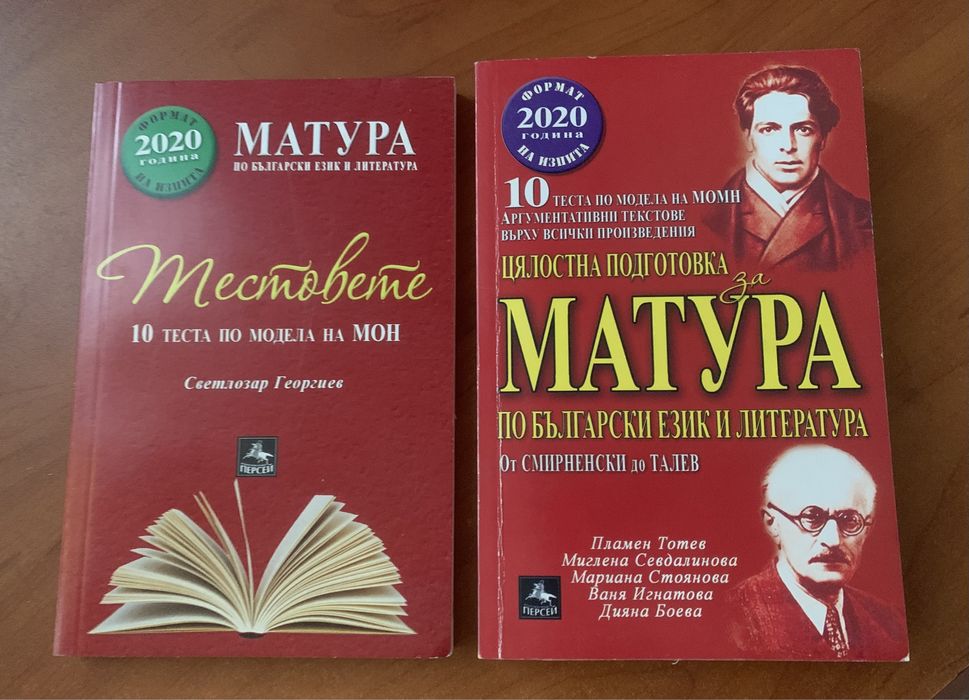 ФОРМАТ
2020
година
НА ИЗПИТА
МАТУРА
ПО БЪЛГАРСКИ ЕЗИК И ЛИТЕРАТУРА
Тестовете
10 ТЕСТА ПО МОДЕЛА НА МОН
Светлозар Георгиев
ПЕРСЕЙ
ФОРМАТ
2020
година
НА ИЗПИТА
10 ТЕСТА ПО МОДЕЛА НА МОМН
АРГУМЕНТАТИВНИ ТЕКСТОВЕ
ВЪРХУ ВСИЧКИ ПРОИЗВЕДЕНИЯ
ЦЯЛОСТНА ПОДГОТОВКА
за
МАТУРА
ПО БЪЛГАРСКИ ЕЗИК И ЛИТЕРАТУРА
От СМИРНЕНСКИ до ТАЛЕВ
Пламен Тотев
Миглена Севдалинова
Мариана Стоянова
Ваня Игнатова
Дияна Боева
ПЕРСЕЙ